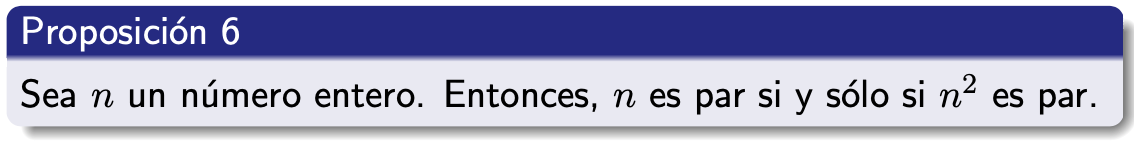 Proposición 6
Sea n un número entero. Entonces, n es par si y sólo si n² es par.